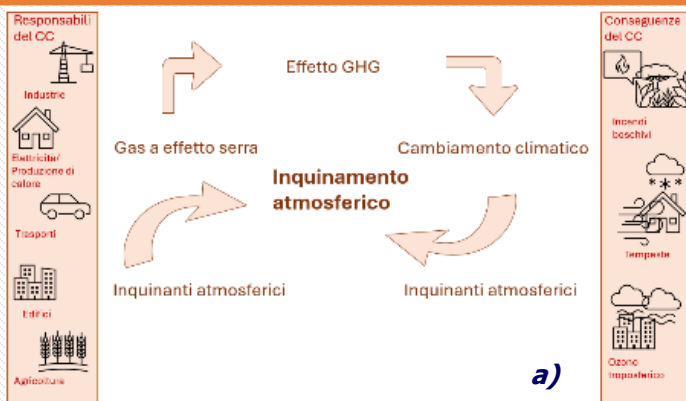 Responsabili
del CC
Industrie
Elettricità/
Produzione di
calore
Trasporti
Edifici
Agricoltura
Effetto GHG
Gas a effetto serra
Cambiamento climatico
Inquinamento
atmosferico
Inquinanti atmosferici
Inquinanti atmosferici
a)
Conseguenze
del CC
Incendi
boschivi
Tempeste
Ozono
troposferico